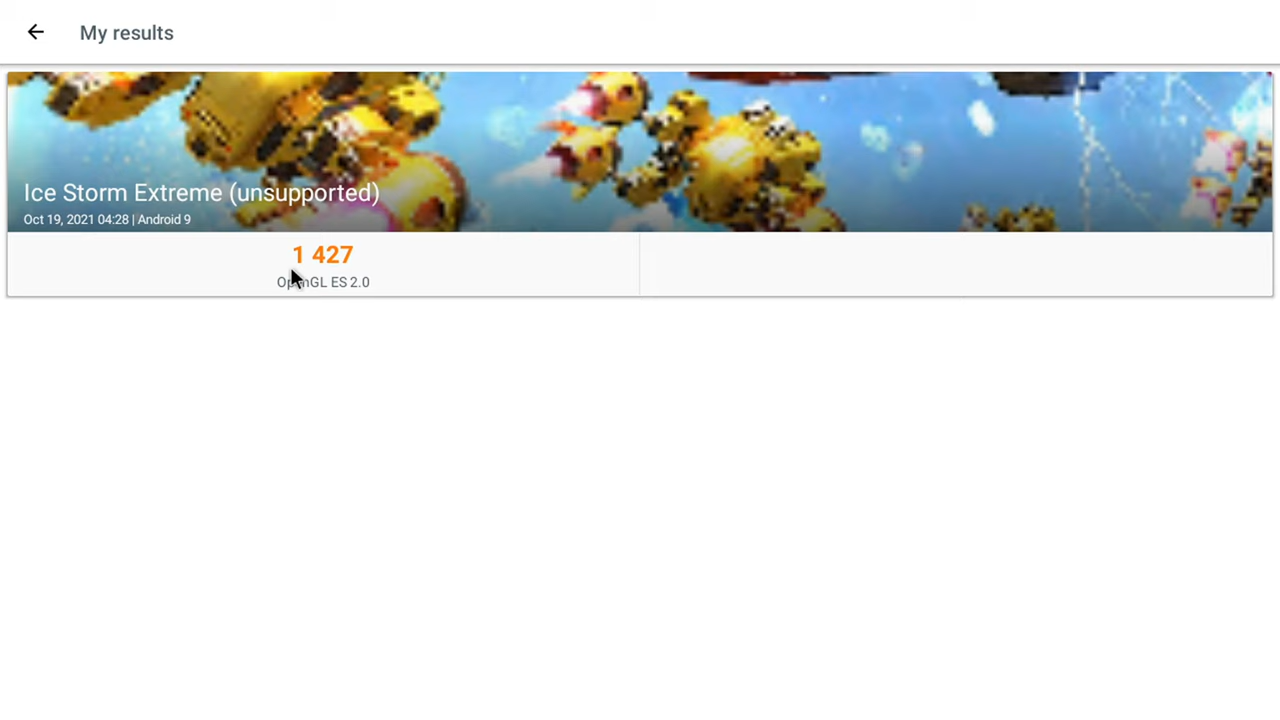 My results
Ice Storm Extreme (unsupported)
Oct 19, 2021 04:28 | Android 9
1 427
OpenGL ES 2.0